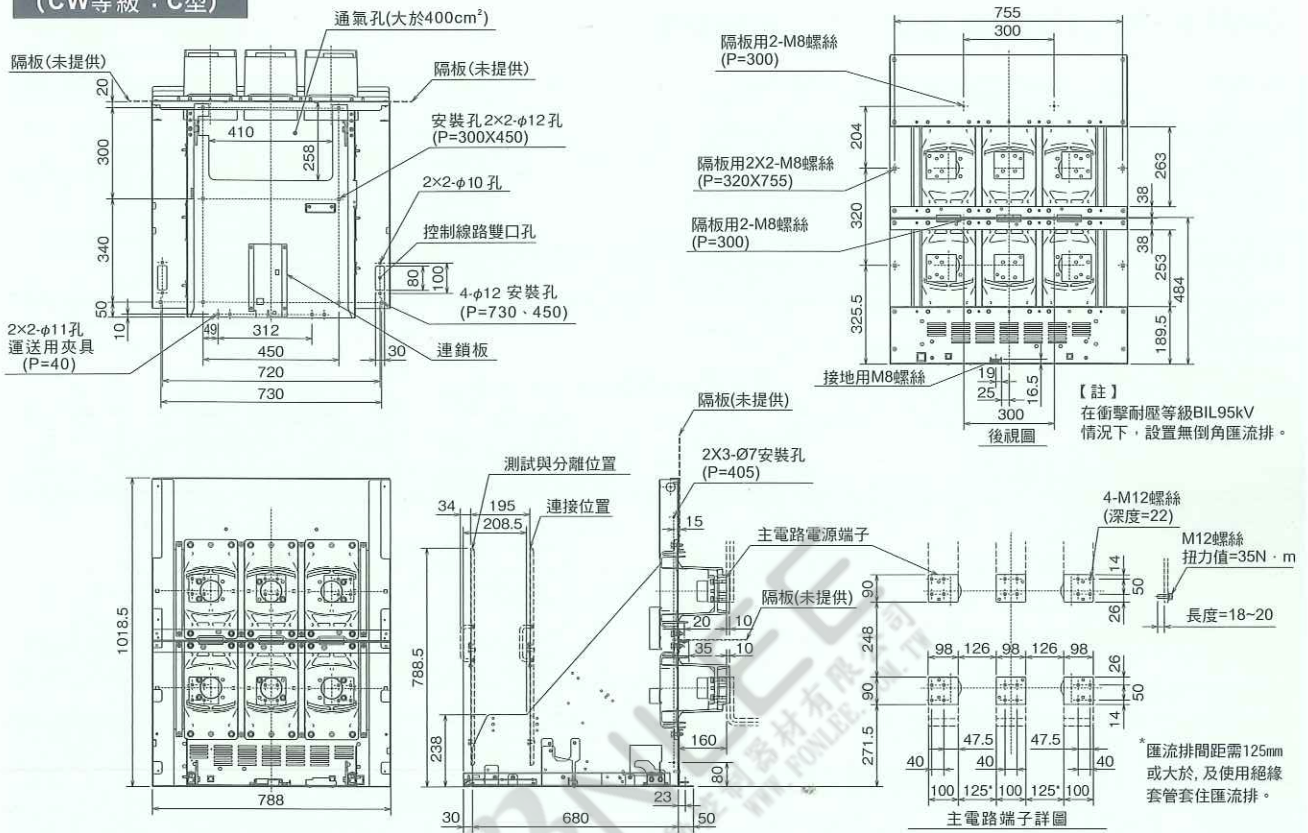 (CW等級：C型)
通氣孔(大於400cm²)
隔板(未提供)
隔板(未提供)
20
410
258
安裝孔2×2-φ12孔
(P=300X450)
300
2×2-φ10 孔
控制線路雙口孔
340
80
100
4-φ12 安裝孔
(P=730、450)
50
10
2×2-φ11孔
運送用夾具
(P=40)
49
312
450
30
連鎖板
720
730
755
300
隔板用2-M8螺絲
(P=300)
204
263
隔板用2X2-M8螺絲
(P=320X755)
38
320
隔板用2-M8螺絲
(P=300)
38
253
484
325.5
189.5
接地用M8螺絲
19
25
16.5
300
後視圖
【註】
在衝擊耐壓等級BIL95kV
情況下，設置無倒角匯流排。
1018.5
788
隔板(未提供)
測試與分離位置
2X3-Ø7安裝孔
(P=405)
34
195
連接位置
208.5
15
主電路電源端子
隔板(未提供)
20
10
35
10
788.5
238
160
80
23
30
680
50
4-M12螺絲
(深度=22)
M12螺絲
扭力值=35N · m
14
50
26
長度=18~20
90
248
98
126
98
126
98
26
50
14
90
271.5
47.5
47.5
40
40
40
100
125*
100
125*
100
主電路端子詳圖
*匯流排間距需125mm
或大於, 及使用絕緣
套管套住匯流排。
WWW.FONLEE.COM.TW